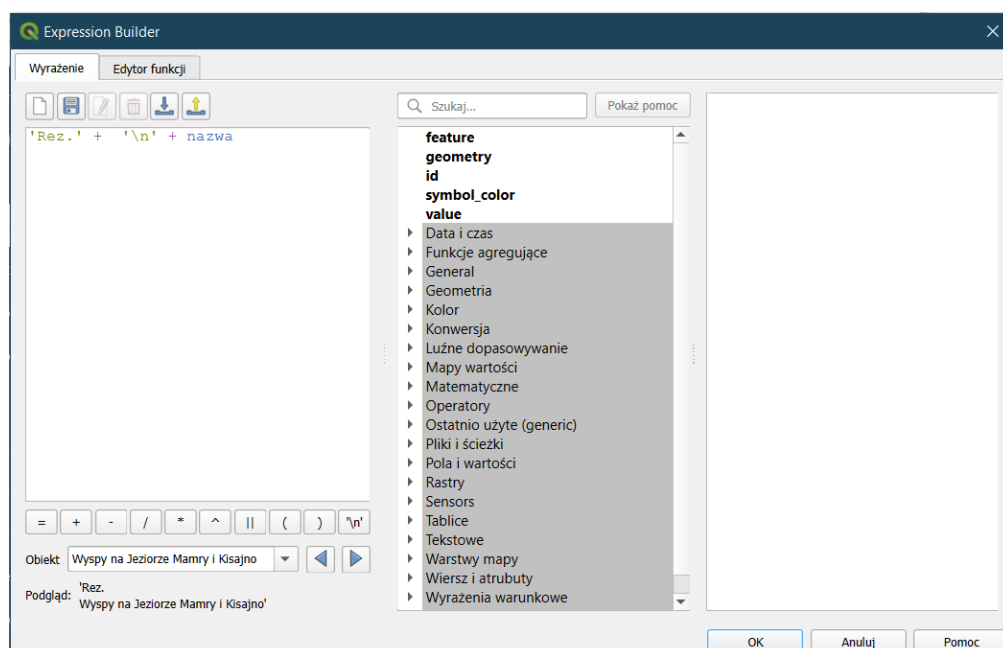 Expression Builder
Wyrażenie
Edytor funkcji
'Rez.' + '\n' + nazwa
= + - / * ^ || ( ) '\n'
Obiekt Wyspy na Jeziorze Mamry i Kisajno
Podgląd: 'Rez.
Wyspy na Jeziorze Mamry i Kisajno'
Szukaj...
Pokaż pomoc
feature
geometry
id
symbol_color
value
Data i czas
Funkcje agregujące
General
Geometria
Kolor
Konwersja
Luźne dopasowywanie
Mapy wartości
Matematyczne
Operatory
Ostatnio użyte (generic)
Pliki i ścieżki
Pola i wartości
Rastry
Sensors
Tablice
Tekstowe
Warstwy mapy
Wiersz i atrubuty
Wyrażenia warunkowe
OK
Anuluj
Pomoc